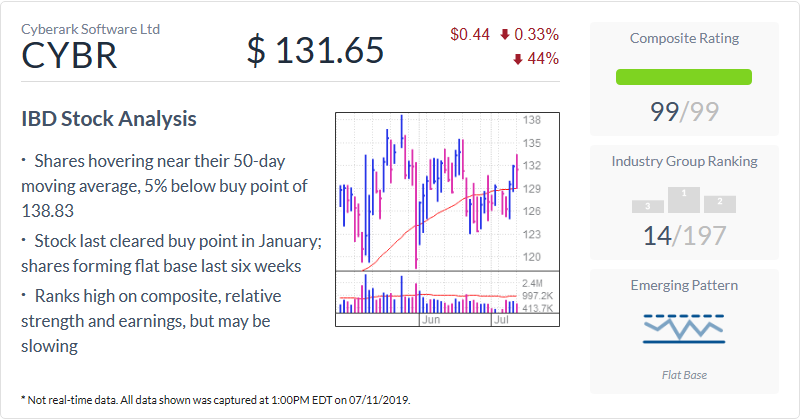 Cyberark Software Ltd
CYBR
$ 131.65
$0.44 0.33%
44%
IBD Stock Analysis
· Shares hovering near their 50-day
moving average, 5% below buy point of
138.83
· Stock last cleared buy point in January;
shares forming flat base last six weeks
· Ranks high on composite, relative
strength and earnings, but may be
slowing
138
135
132
129
126
123
120
2.4M
997.2K
413.7K
Jun
Jul
Composite Rating
99/99
Industry Group Ranking
3
1
2
14/197
Emerging Pattern
Flat Base
* Not real-time data. All data shown was captured at 1:00PM EDT on 07/11/2019.